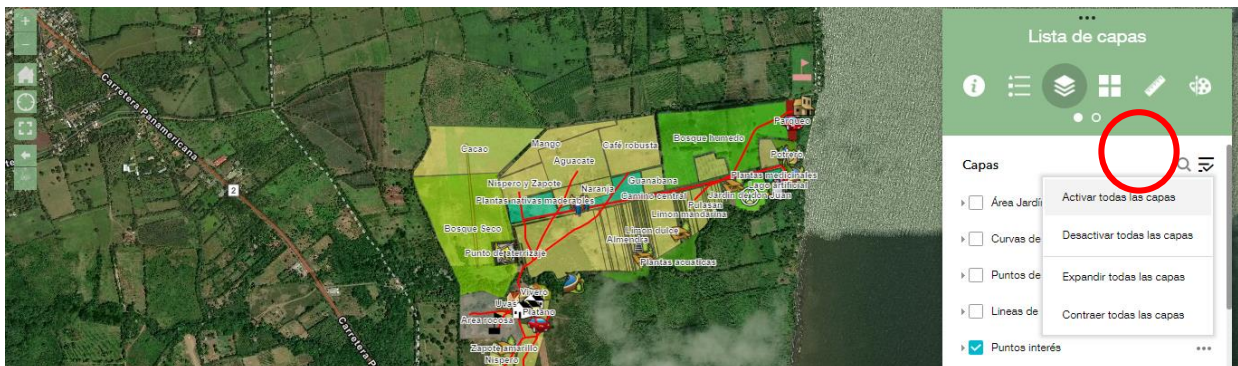 Lista de capas
Capas
Activar todas las capas
Área Jardí
Desactivar todas las capas
Curvas de
Expandir todas las capas
Puntos de
Contraer todas las capas
Lineas de
Puntos interés
Carretera Panamericana
2
Carretera P
Parqueo
Bosque humedo
Cacao
Mango
Café robusta
Potrero
Aguacate
Plantas medicinales
Nispero y Zapote
Guanabana
Lago artificial
Naranja
Camino central
Jardin de don Juan
Plantas nativas maderables
Pulasan
Limon mandarina
Bosque Seco
Limon dulce
Almendra
Punto de aterrizaje
Plantas acuaticas
Vivero
Uvas
Platano
Area rocosa
Zapote amarillo
Nispero